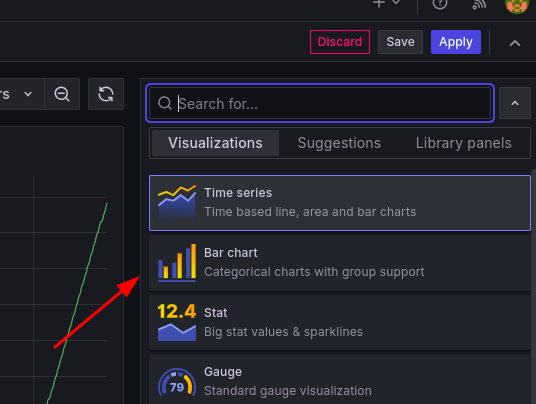 Discard Save Apply
rs
Search for...
Visualizations Suggestions Library panels
Time series
Time based line, area and bar charts
Bar chart
Categorical charts with group support
12.4
Stat
Big stat values & sparklines
79
Gauge
Standard gauge visualization